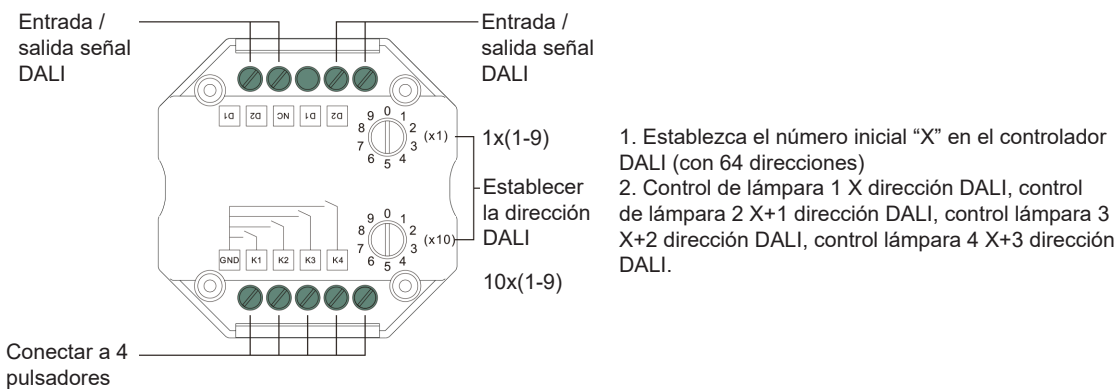 Entrada /
salida señal
DALI
Entrada /
salida señal
DALI
D1 D2 NC D1 D2
9 0 1
8 2 (x1)
7 3
6 5 4
1x(1-9)
Establecer
la dirección
DALI
9 0 1
8 2
7 3 (x10)
6 5 4
GND K1 K2 K3 K4
10x(1-9)
Conectar a 4
pulsadores
1. Establezca el número inicial “X” en el controlador
DALI (con 64 direcciones)
2. Control de lámpara 1 X dirección DALI, control
de lámpara 2 X+1 dirección DALI, control lámpara 3
X+2 dirección DALI, control lámpara 4 X+3 dirección
DALI.